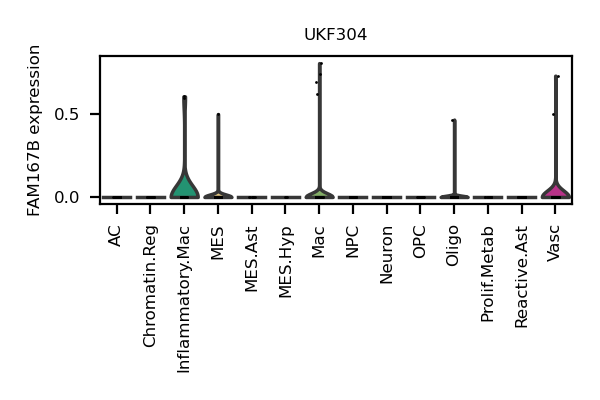 UKF304
FAM167B expression
0.5
0.0
AC
Chromatin.Reg
Inflammatory.Mac
MES
MES.Ast
MES.Hyp
Mac
NPC
Neuron
OPC
Oligo
Prolif.Metab
Reactive.Ast
Vasc